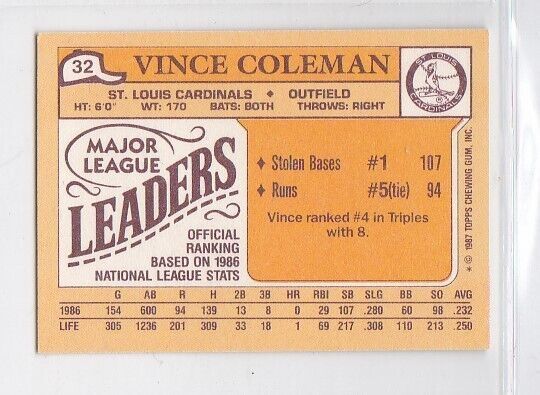 32 VINCE COLEMAN
ST. LOUIS CARDINALS ♦ OUTFIELD
HT: 6'0" WT: 170 BATS: BOTH THROWS: RIGHT
ST. LOUIS
CARDINALS
MAJOR
LEAGUE
LEADERS
OFFICIAL
RANKING
BASED ON 1986
NATIONAL LEAGUE STATS
♦ Stolen Bases #1 107
♦ Runs #5(tie) 94
Vince ranked #4 in Triples
with 8.
* © 1987 TOPPS CHEWING GUM, INC.
G AB R H 2B 3B HR RBI SB SLG BB SO AVG
1986 154 600 94 139 13 8 0 29 107 .280 60 98 .232
LIFE 305 1236 201 309 33 18 1 69 217 .308 110 213 .250